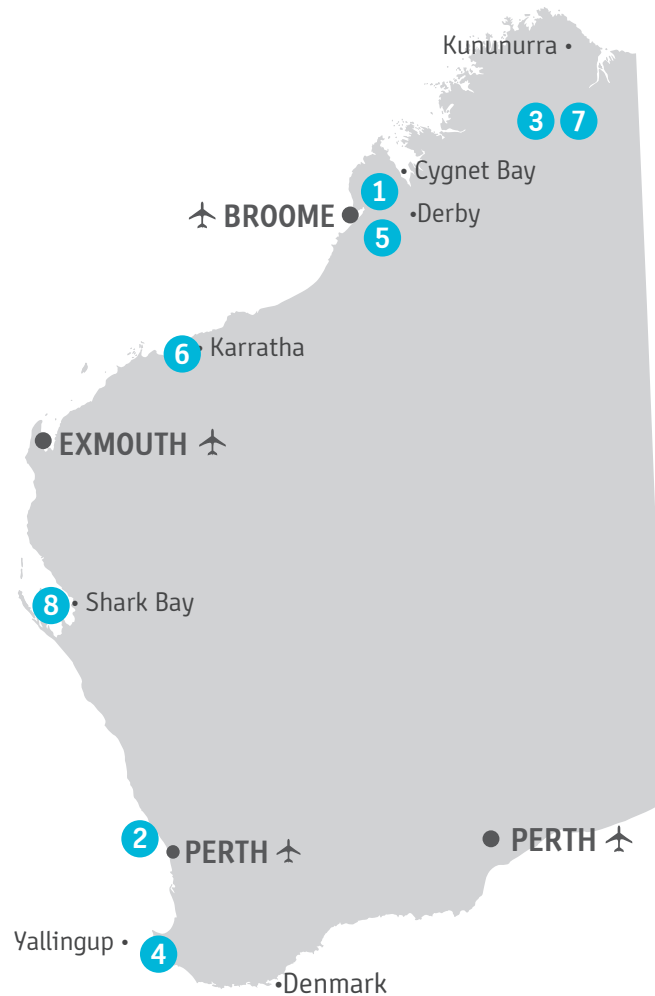 Kununurra
3 7
Cygnet Bay
1
BROOME
Derby
5
6 Karratha
EXMOUTH
8 Shark Bay
2
PERTH
PERTH
Yallingup
4
Denmark